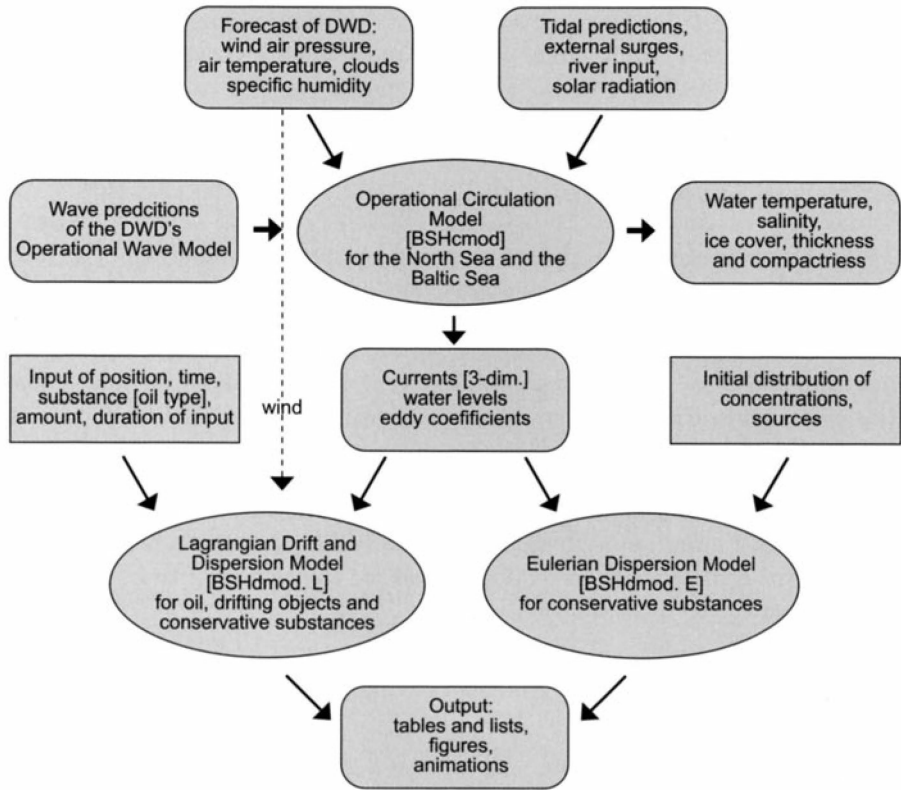 Forecast of DWD:
wind air pressure,
air temperature, clouds
specific humidity
Tidal predictions,
external surges,
river input,
solar radiation
Wave predcitions
of the DWD's
Operational Wave Model
Operational Circulation
Model
[BSHcmod]
for the North Sea and the
Baltic Sea
Water temperature,
salinity,
ice cover, thickness
and compactriess
Input of position, time,
substance [oil type],
amount, duration of input
wind
Currents [3-dim.]
water levels
eddy coefificients
Initial distribution of
concentrations,
sources
Lagrangian Drift and
Dispersion Model
[BSHdmod. L]
for oil, drifting objects and
conservative substances
Eulerian Dispersion Model
[BSHdmod. E]
for conservative substances
Output:
tables and lists,
figures,
animations